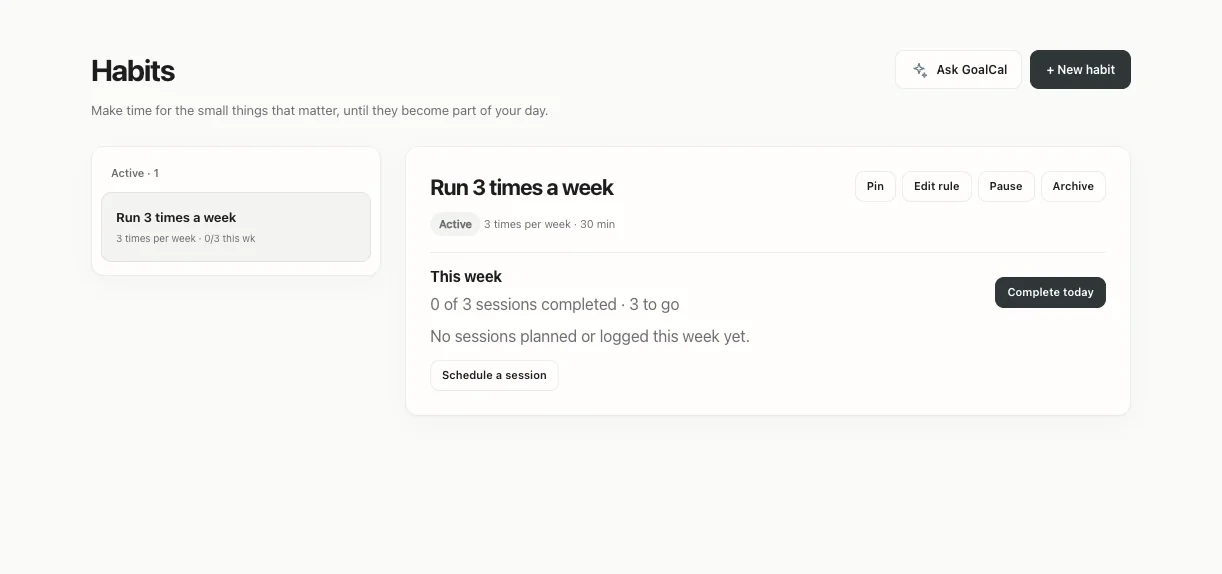 Habits
Ask GoalCal
+ New habit
Make time for the small things that matter, until they become part of your day.
Active · 1
Run 3 times a week
3 times per week · 0/3 this wk
Run 3 times a week
Pin
Edit rule
Pause
Archive
Active
3 times per week · 30 min
This week
0 of 3 sessions completed · 3 to go
Complete today
No sessions planned or logged this week yet.
Schedule a session